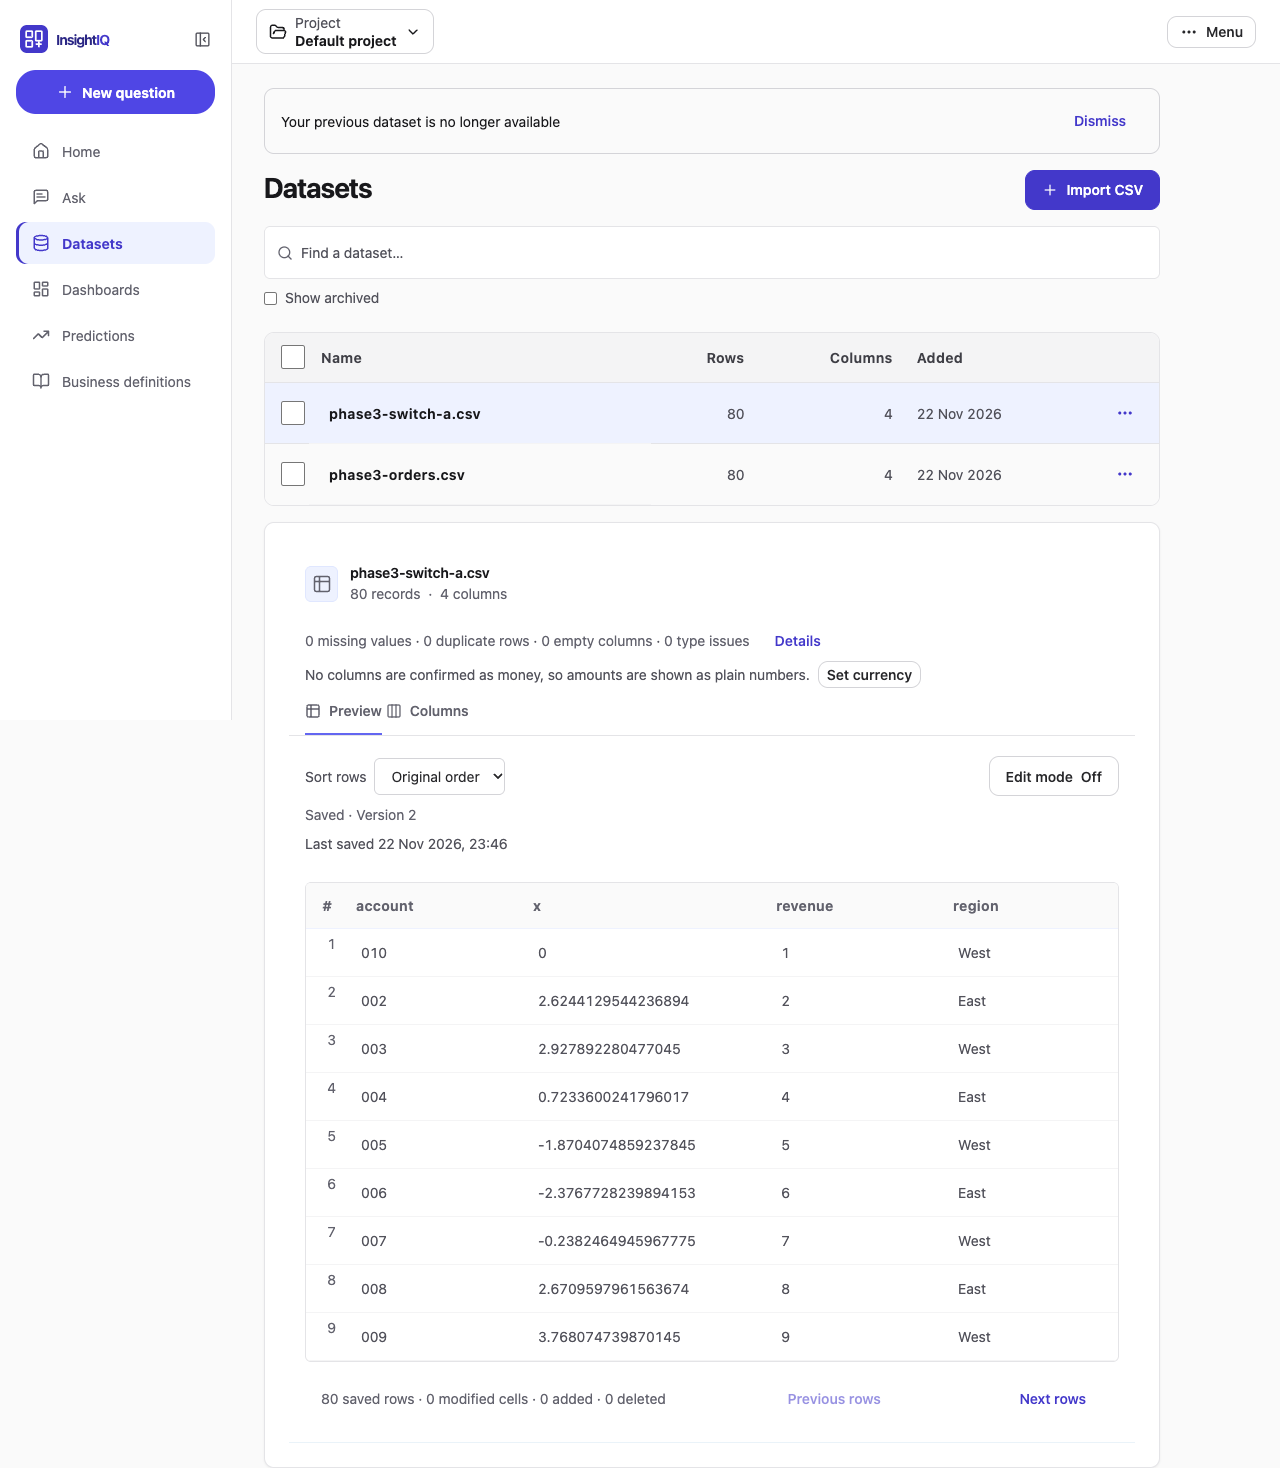 InsightIQ
Project
Default project
Menu
New question
Home
Ask
Datasets
Dashboards
Predictions
Business definitions
Your previous dataset is no longer available
Dismiss
Datasets
Import CSV
Find a dataset...
Show archived
Name Rows Columns Added
phase3-switch-a.csv 80 4 22 Nov 2026
phase3-orders.csv 80 4 22 Nov 2026
phase3-switch-a.csv
80 records · 4 columns
0 missing values · 0 duplicate rows · 0 empty columns · 0 type issues Details
No columns are confirmed as money, so amounts are shown as plain numbers. Set currency
Preview Columns
Sort rows Original order Edit mode Off
Saved · Version 2
Last saved 22 Nov 2026, 23:46
# account x revenue region
1 010 0 1 West
2 002 2.6244129544236894 2 East
3 003 2.927892280477045 3 West
4 004 0.7233600241796017 4 East
5 005 -1.8704074859237845 5 West
6 006 -2.3767728239894153 6 East
7 007 -0.2382464945967775 7 West
8 008 2.6709597961563674 8 East
9 009 3.768074739870145 9 West
80 saved rows · 0 modified cells · 0 added · 0 deleted Previous rows Next rows